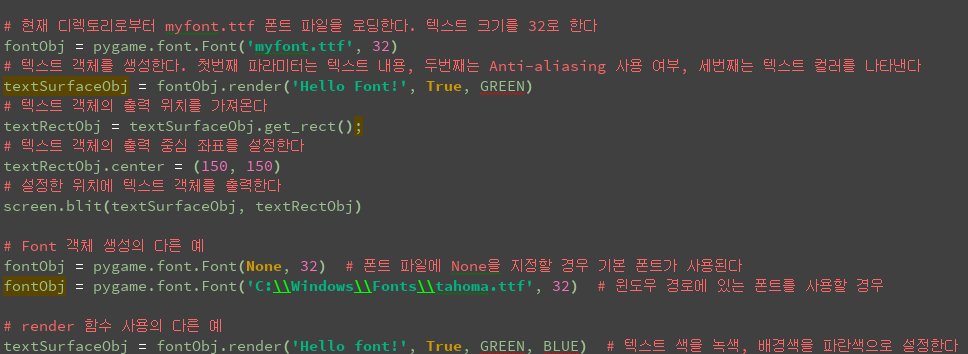 # 현재 디렉토리로부터 myfont.ttf 폰트 파일을 로딩한다. 텍스트 크기를 32로 한다
fontObj = pygame.font.Font('myfont.ttf', 32)
# 텍스트 객체를 생성한다. 첫번째 파라미터는 텍스트 내용, 두번째는 Anti-aliasing 사용 여부, 세번째는 텍스트 컬러를 나타낸다
textSurfaceObj = fontObj.render('Hello Font!', True, GREEN)
# 텍스트 객체의 출력 위치를 가져온다
textRectObj = textSurfaceObj.get_rect();
# 텍스트 객체의 출력 중심 좌표를 설정한다
textRectObj.center = (150, 150)
# 설정한 위치에 텍스트 객체를 출력한다
screen.blit(textSurfaceObj, textRectObj)
# Font 객체 생성의 다른 예
fontObj = pygame.font.Font(None, 32)  # 폰트 파일에 None을 지정할 경우 기본 폰트가 사용된다
fontObj = pygame.font.Font('C:\\Windows\\Fonts\\tahoma.ttf', 32)  # 윈도우 경로에 있는 폰트를 사용할 경우
# render 함수 사용의 다른 예
textSurfaceObj = fontObj.render('Hello font!', True, GREEN, BLUE)  # 텍스트 색을 녹색, 배경색을 파란색으로 설정한다